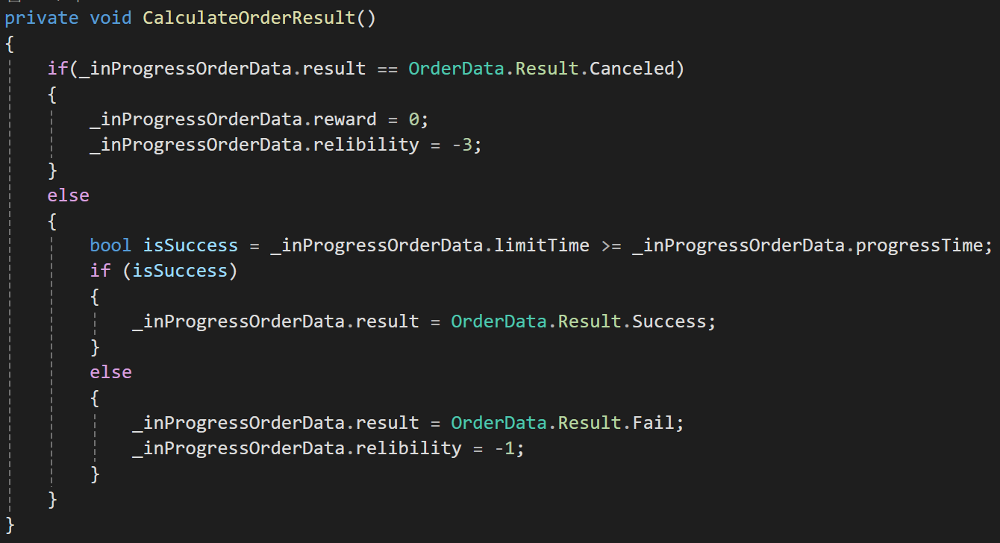 private void CalculateOrderResult()
{
    if(_inProgressOrderData.result == OrderData.Result.Canceled)
    {
        _inProgressOrderData.reward = 0;
        _inProgressOrderData.relibility = -3;
    }
    else
    {
        bool isSuccess = _inProgressOrderData.limitTime >= _inProgressOrderData.progressTime;
        if (isSuccess)
        {
            _inProgressOrderData.result = OrderData.Result.Success;
        }
        else
        {
            _inProgressOrderData.result = OrderData.Result.Fail;
            _inProgressOrderData.relibility = -1;
        }
    }
}